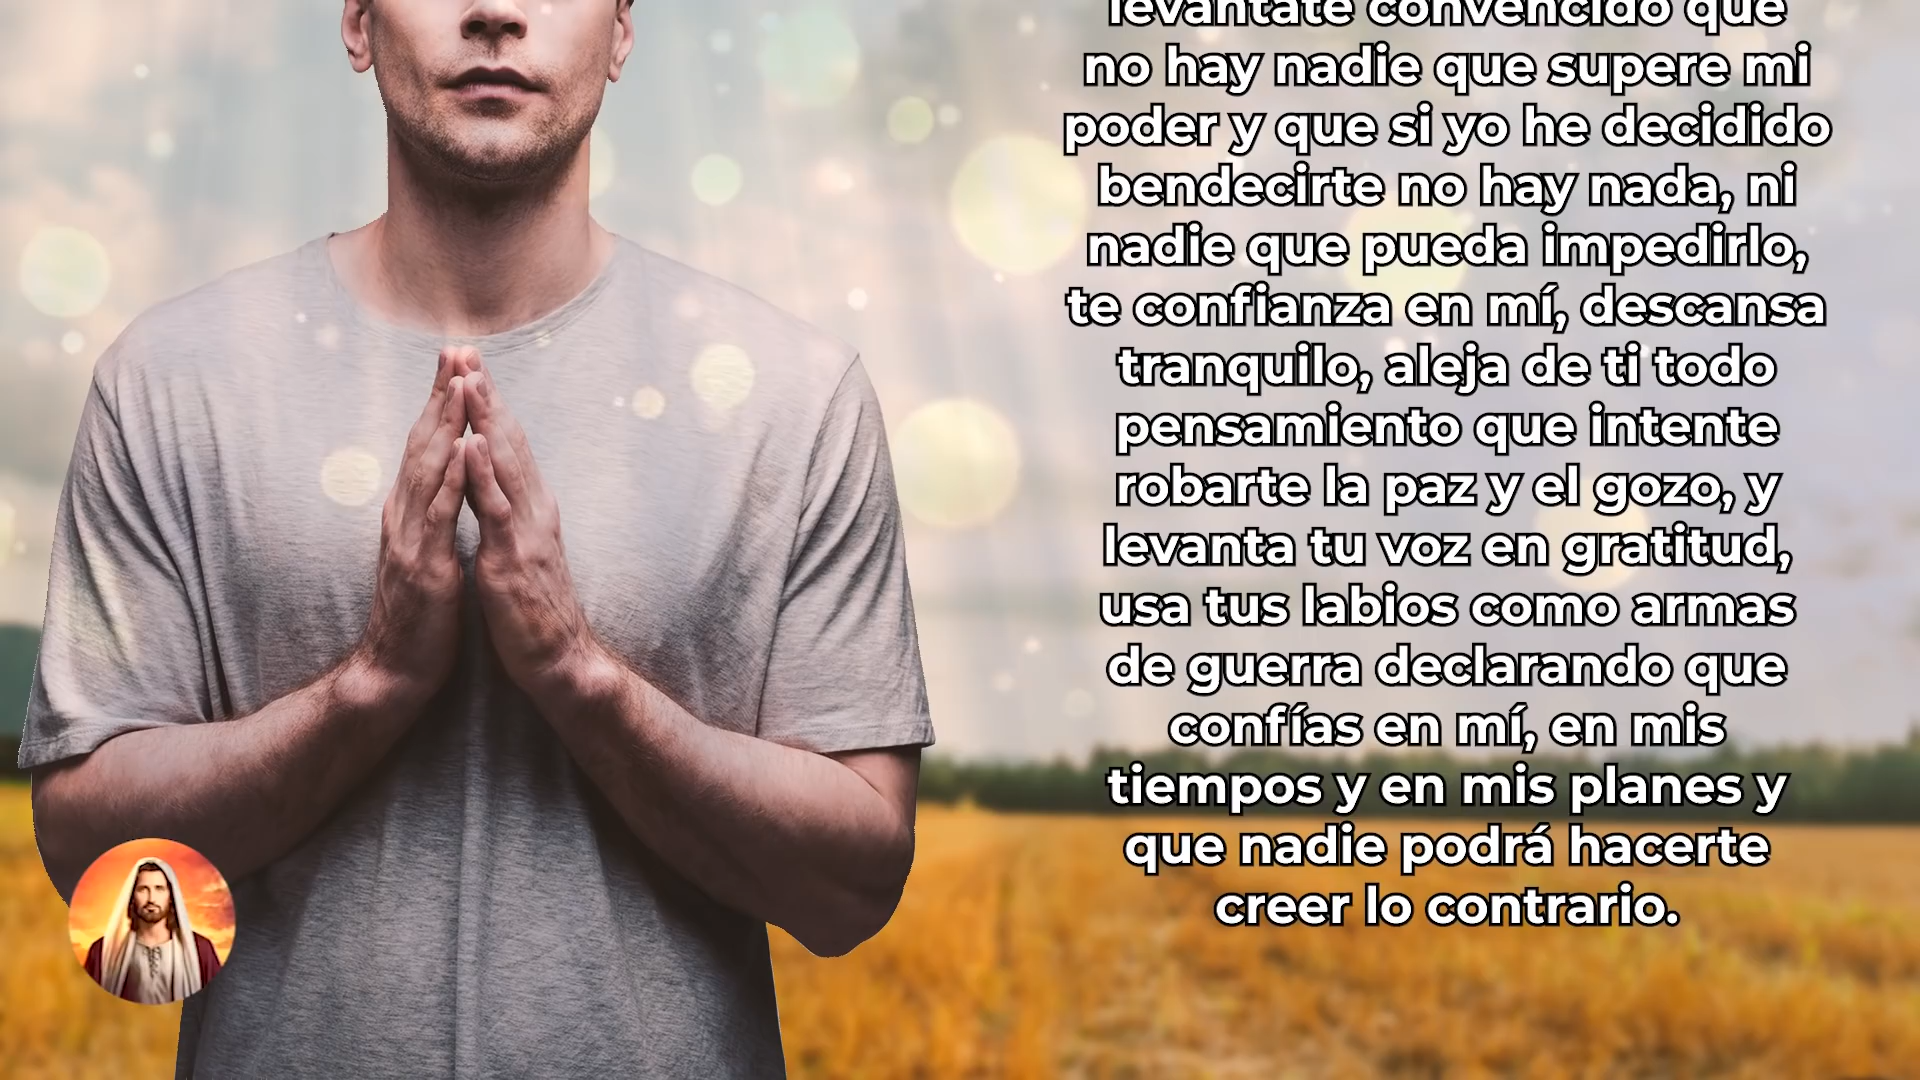 levántate convencido que
no hay nadie que supere mi
poder y que si yo he decidido
bendecirte no hay nada, ni
nadie que pueda impedirlo,
te confianza en mí, descansa
tranquilo, aleja de ti todo
pensamiento que intente
robarte la paz y el gozo, y
levanta tu voz en gratitud,
usa tus labios como armas
de guerra declarando que
confías en mí, en mis
tiempos y en mis planes y
que nadie podrá hacerte
creer lo contrario.